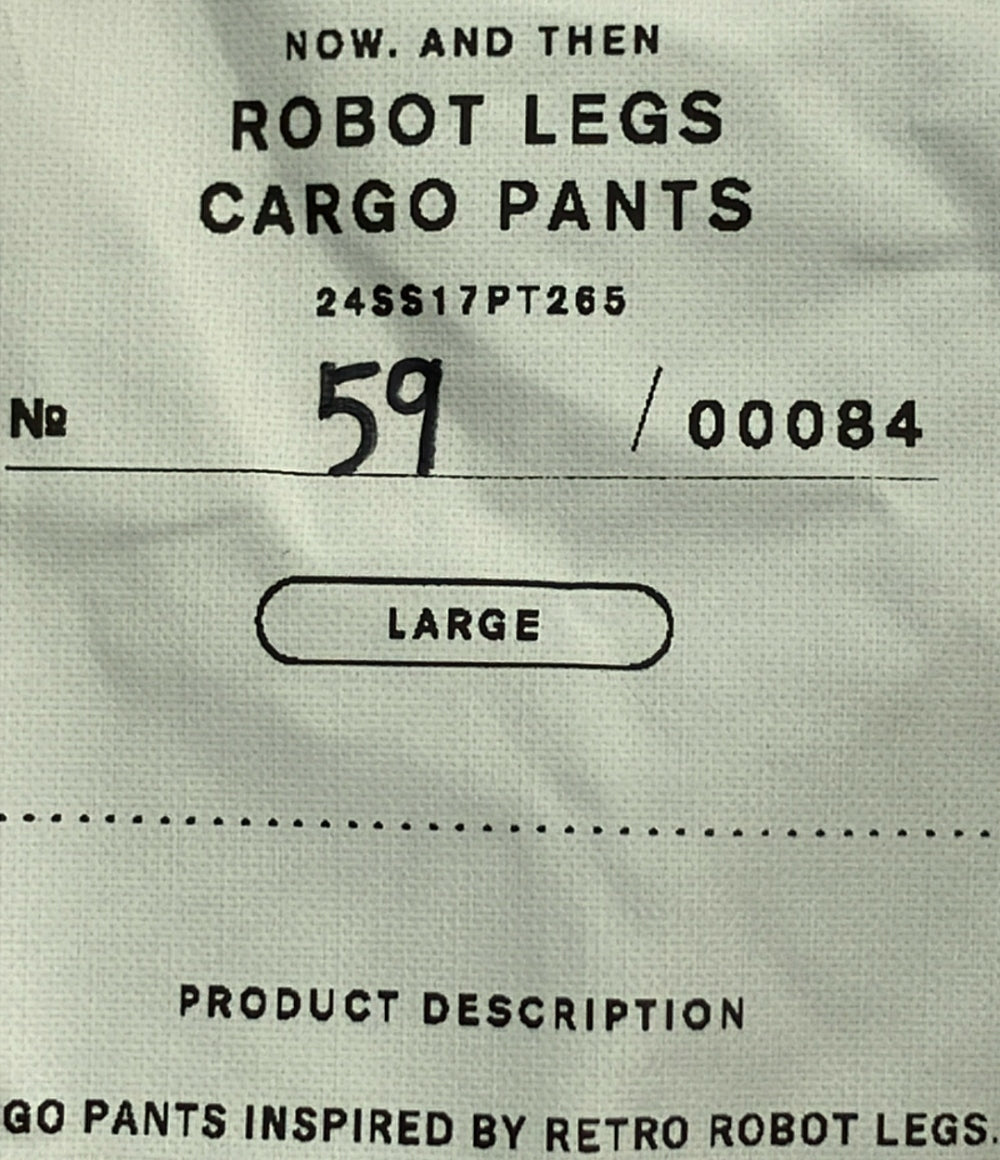 NOW. AND THEN
ROBOT LEGS
CARGO PANTS
24SS17PT265
№ 59 / 00084
LARGE
PRODUCT DESCRIPTION
GO PANTS INSPIRED BY RETRO ROBOT LEGS.